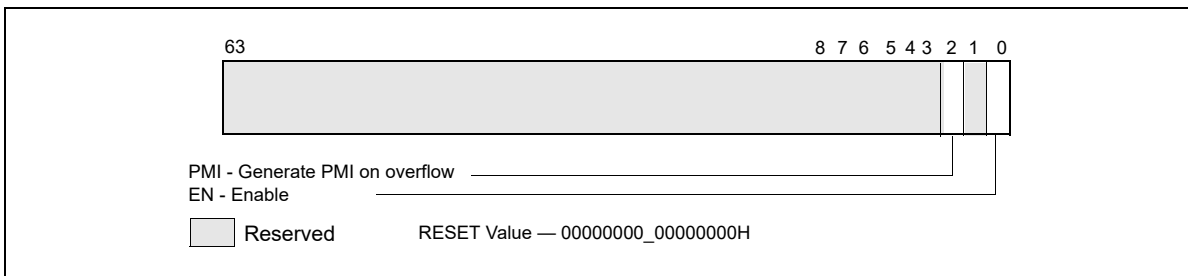 63 8 7 6 5 4 3 2 1 0
PMI - Generate PMI on overflow
EN - Enable
Reserved RESET Value — 00000000_00000000H